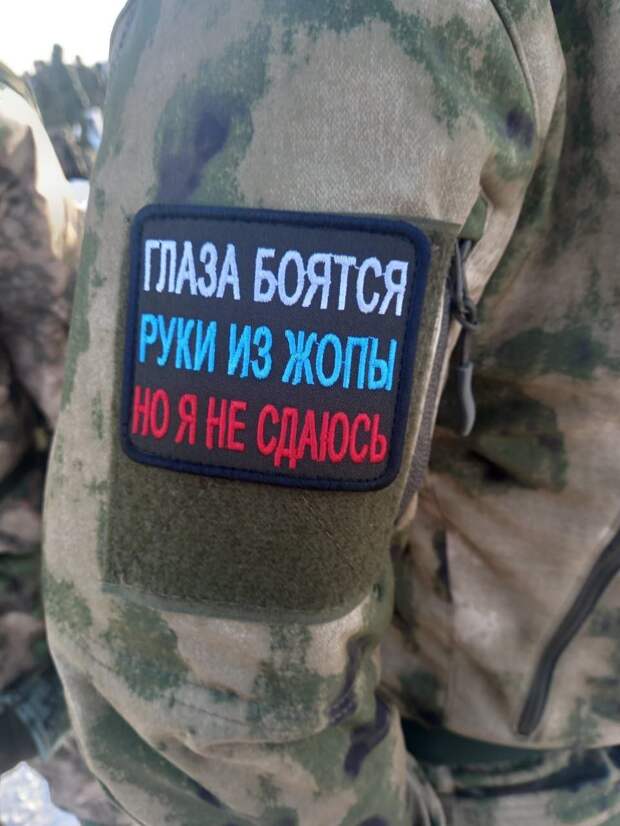 ГЛАЗА БОЯТСЯ
РУКИ ИЗ ЖОПЫ
НО Я НЕ СДАЮСЬ